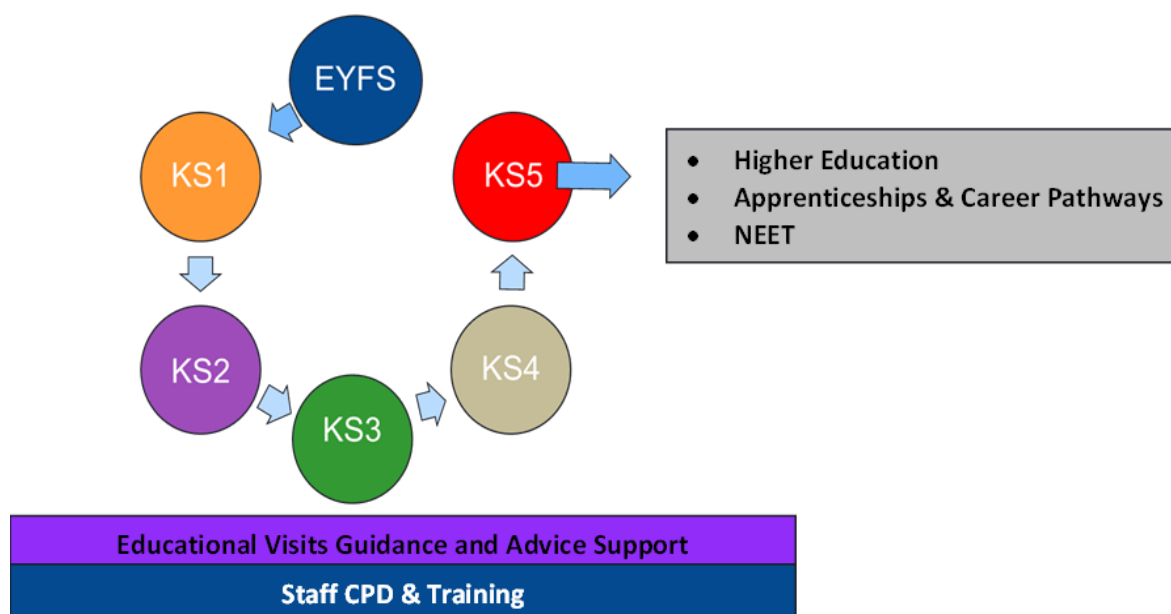 EYFS
KS1
KS2
KS3
KS4
KS5
• Higher Education
• Apprenticeships & Career Pathways
• NEET
Educational Visits Guidance and Advice Support
Staff CPD & Training